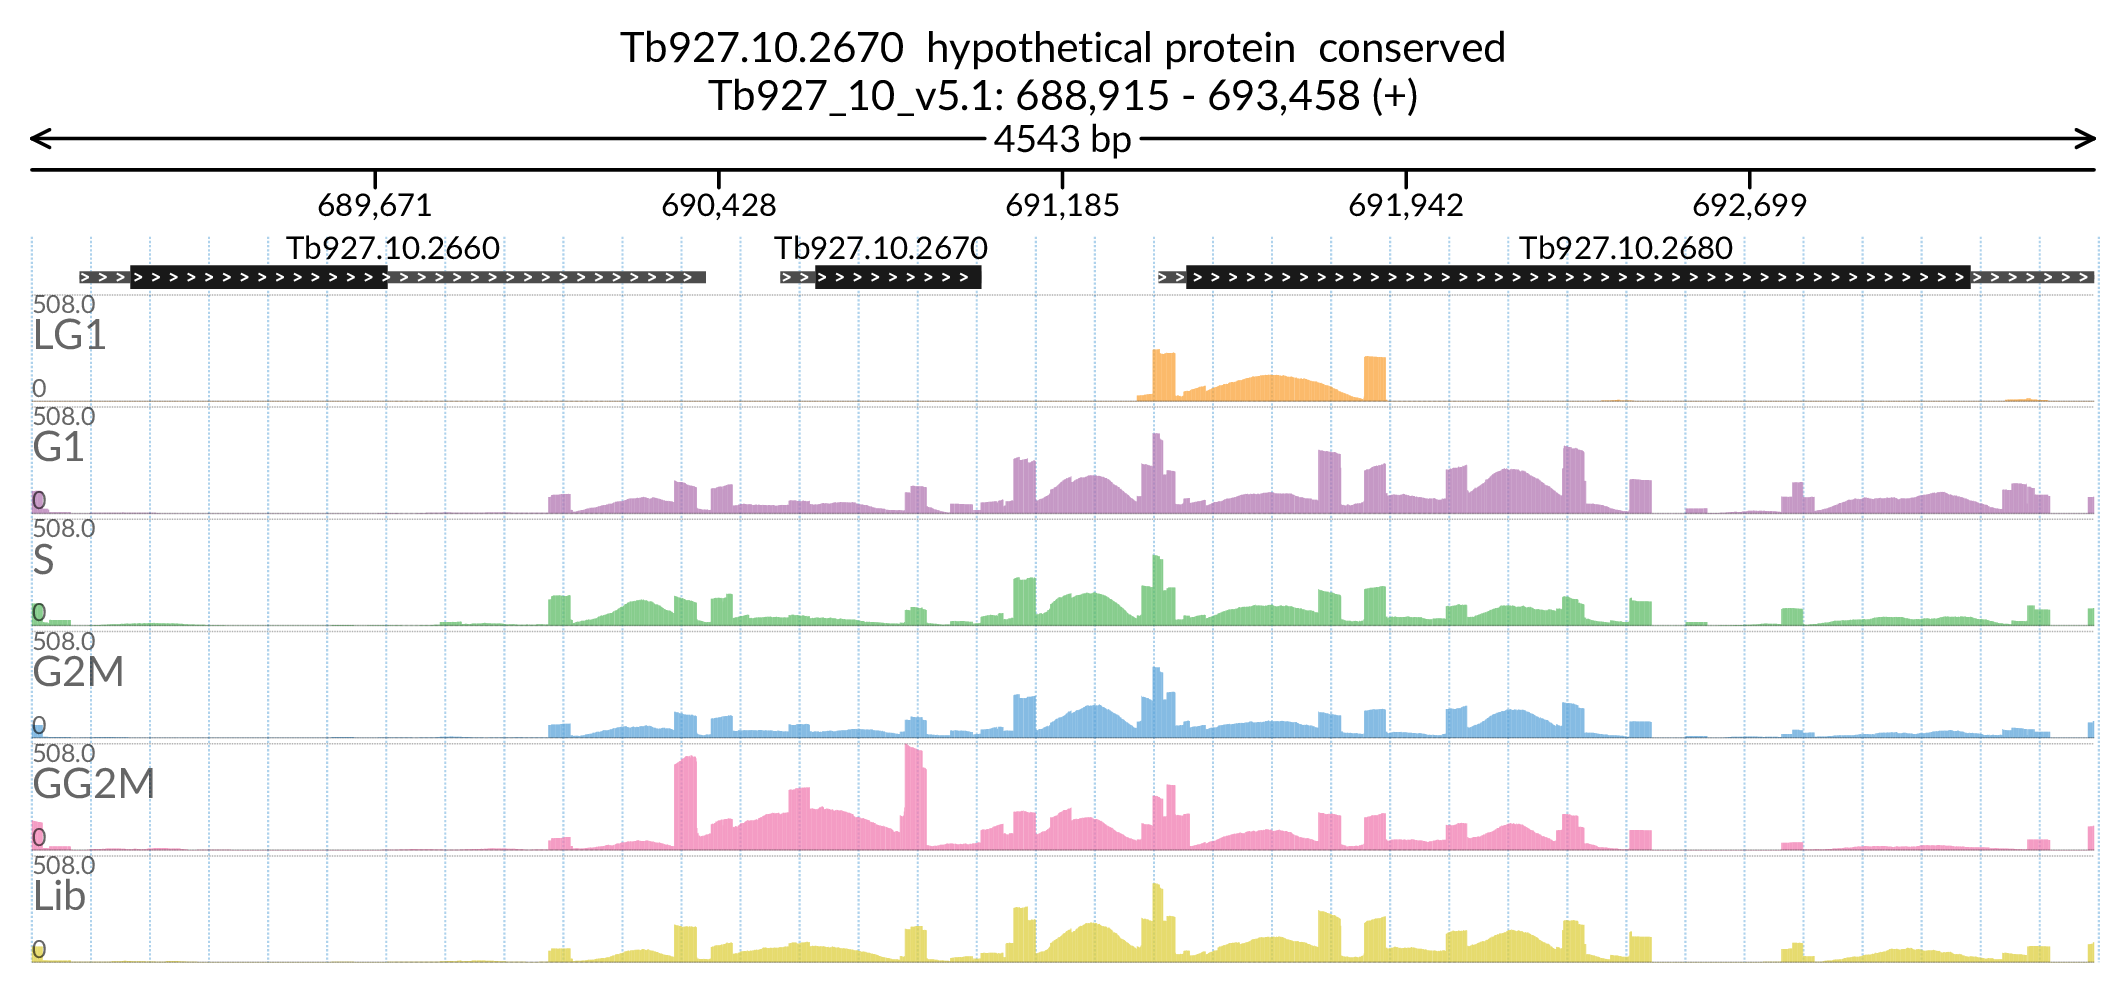 Tb927.10.2670 hypothetical protein conserved
Tb927_10_v5.1: 688,915 - 693,458 (+)
4543 bp
689,671 690,428 691,185 691,942 692,699
Tb927.10.2660 Tb927.10.2670 Tb927.10.2680
508.0
LG1
0
508.0
G1
0
508.0
S
0
508.0
G2M
0
508.0
GG2M
0
508.0
Lib
0